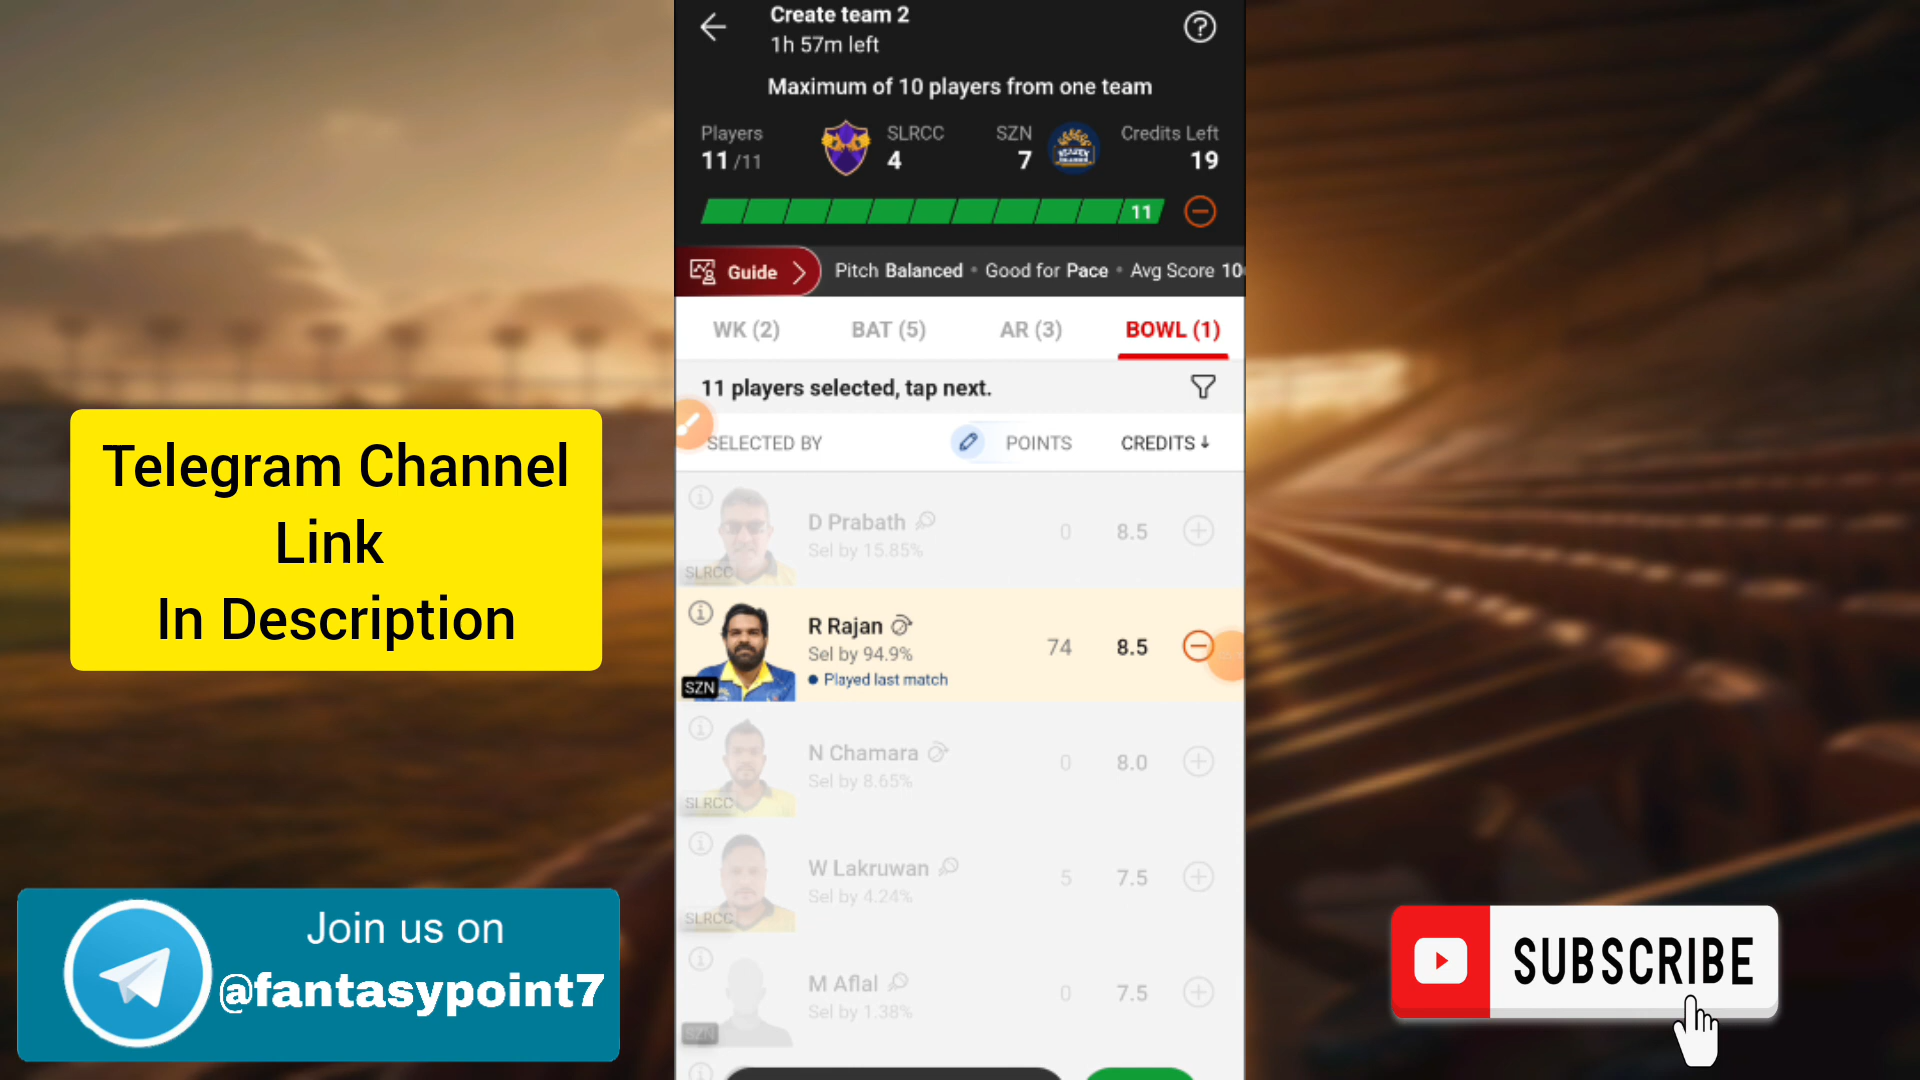 Create team 2
1h 57m left
Maximum of 10 players from one team
Players
11 /11
SLRCC
4
SZN
7
Credits Left
19
11
Guide
Pitch Balanced • Good for Pace • Avg Score 10
WK (2)
BAT (5)
AR (3)
BOWL (1)
11 players selected, tap next.
SELECTED BY
POINTS
CREDITS ↓
D Prabath
Sel by 15.85%
SLRCC
0
8.5
R Rajan
Sel by 94.9%
Played last match
SZN
74
8.5
N Chamara
Sel by 8.65%
SLRCC
0
8.0
W Lakruwan
Sel by 4.24%
SLRCC
5
7.5
M Aflal
Sel by 1.38%
SZN
0
7.5
Telegram Channel
Link
In Description
Join us on
@fantasypoint7
SUBSCRIBE